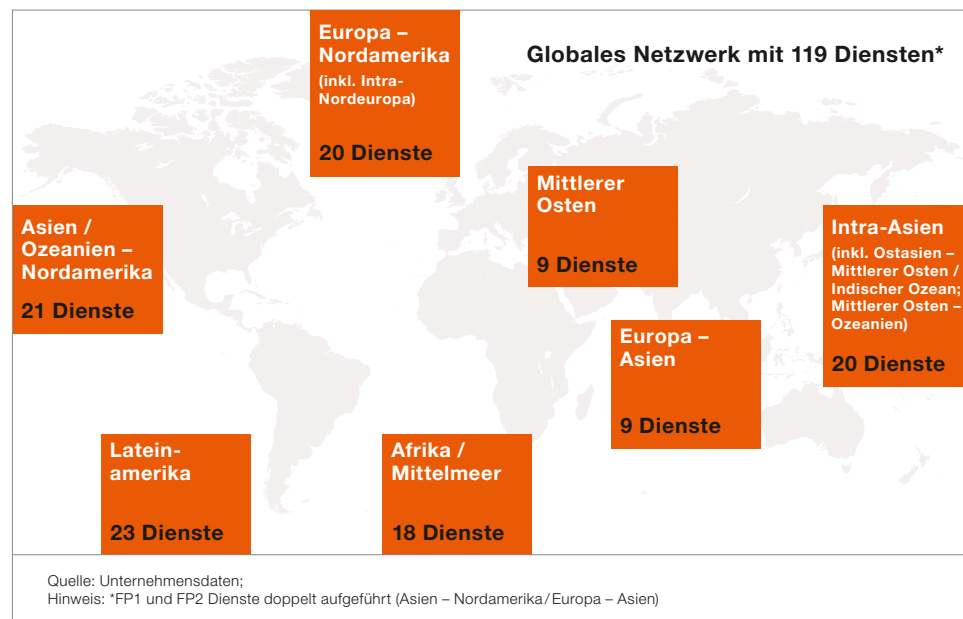 Globales Netzwerk mit 119 Diensten*
Europa –
Nordamerika
(inkl. Intra-
Nordeuropa)
20 Dienste
Mittlerer
Osten
9 Dienste
Asien /
Ozeanien –
Nordamerika
21 Dienste
Intra-Asien
(inkl. Ostasien –
Mittlerer Osten /
Indischer Ozean;
Mittlerer Osten –
Ozeanien)
20 Dienste
Europa –
Asien
9 Dienste
Latein-
amerika
23 Dienste
Afrika /
Mittelmeer
18 Dienste
Quelle: Unternehmensdaten;
Hinweis: *FP1 und FP2 Dienste doppelt aufgeführt (Asien – Nordamerika/Europa – Asien)